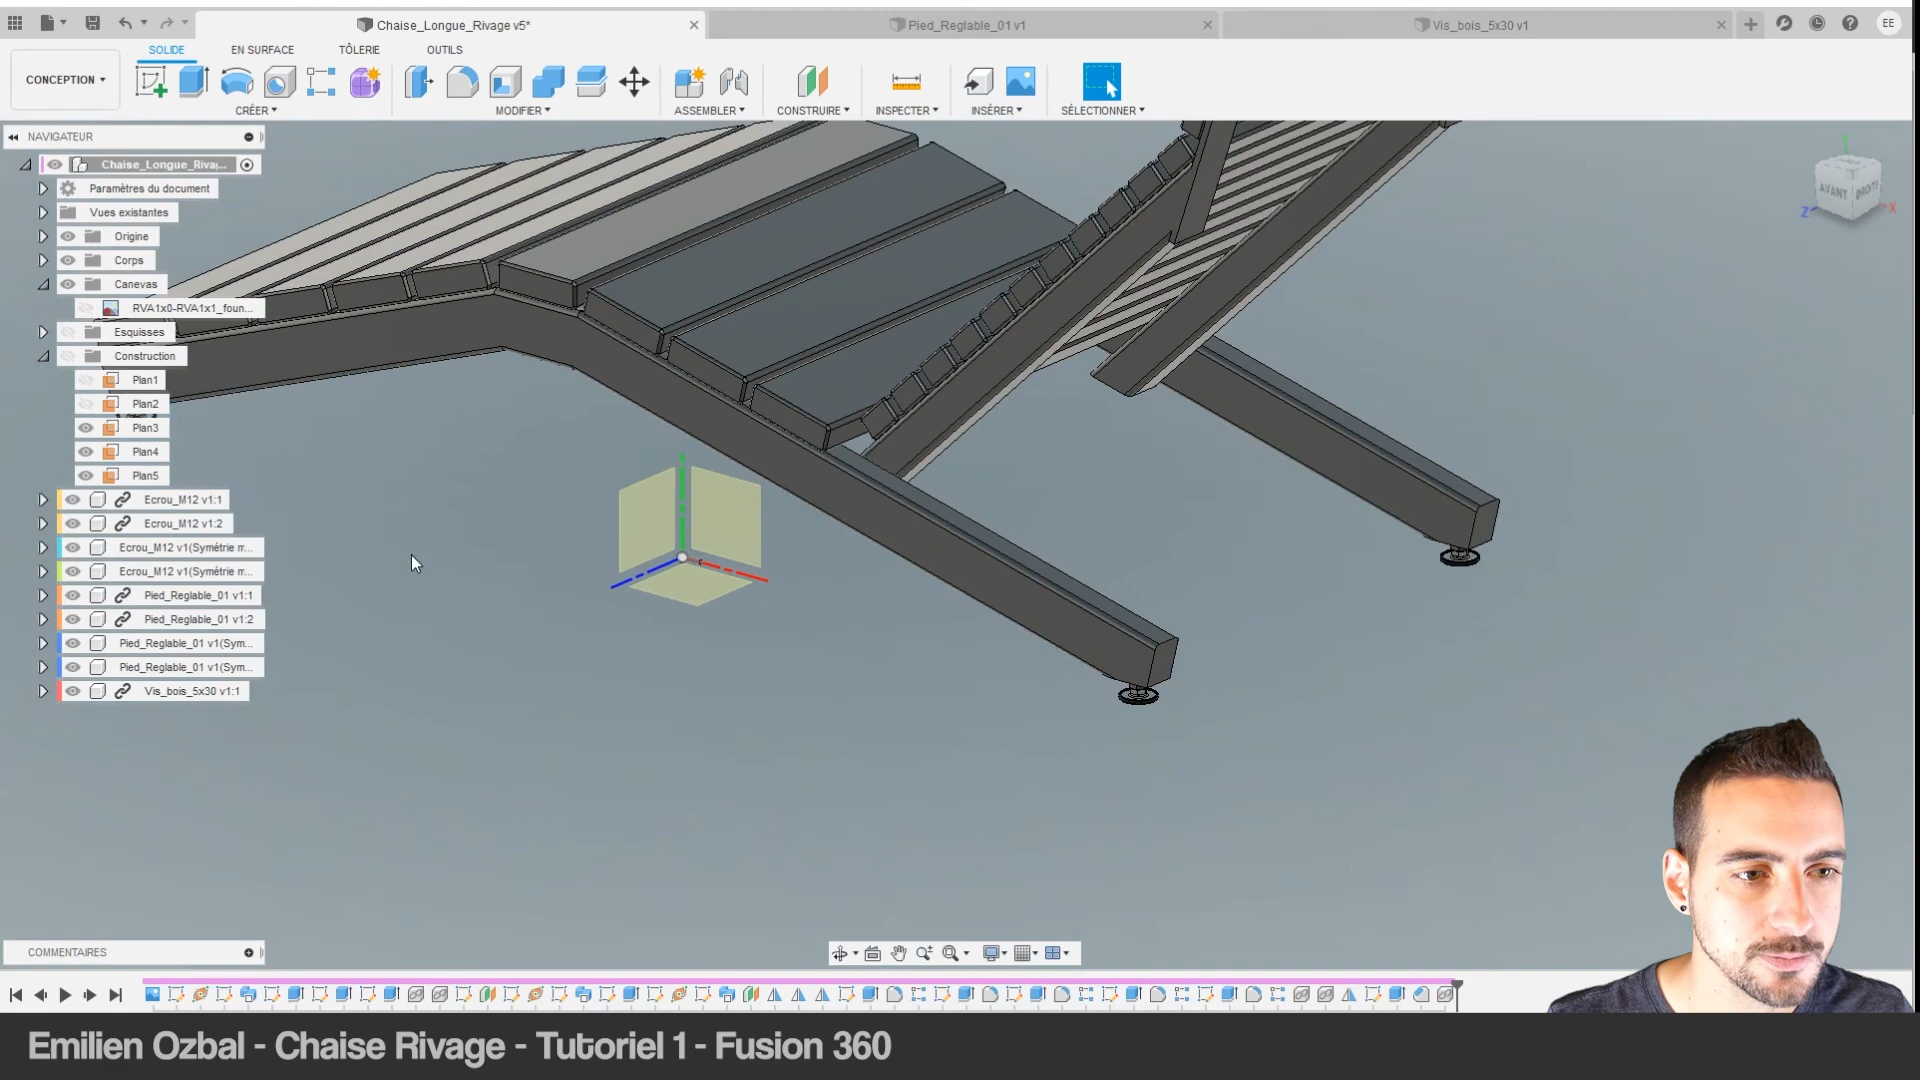 Chaise_Longue_Rivage v5*
Pied_Reglable_01 v1
Vis_bois_5x30 v1
EE
SOLIDE
EN SURFACE
TÔLERIE
OUTILS
CONCEPTION
CRÉER
MODIFIER
ASSEMBLER
CONSTRUIRE
INSPECTER
INSÉRER
SÉLECTIONNER
NAVIGATEUR
Chaise_Longue_Riva...
Paramètres du document
Vues existantes
Origine
Corps
Canevas
RVA1x0-RVA1x1_foun...
Esquisses
Construction
Plan1
Plan2
Plan3
Plan4
Plan5
Ecrou_M12 v1:1
Ecrou_M12 v1:2
Ecrou_M12 v1(Symétrie m...
Ecrou_M12 v1(Symétrie m...
Pied_Reglable_01 v1:1
Pied_Reglable_01 v1:2
Pied_Reglable_01 v1(Sym...
Pied_Reglable_01 v1(Sym...
Vis_bois_5x30 v1:1
AVANT
DROITE
Z
X
COMMENTAIRES
Emilien Ozbal - Chaise Rivage - Tutoriel 1 - Fusion 360